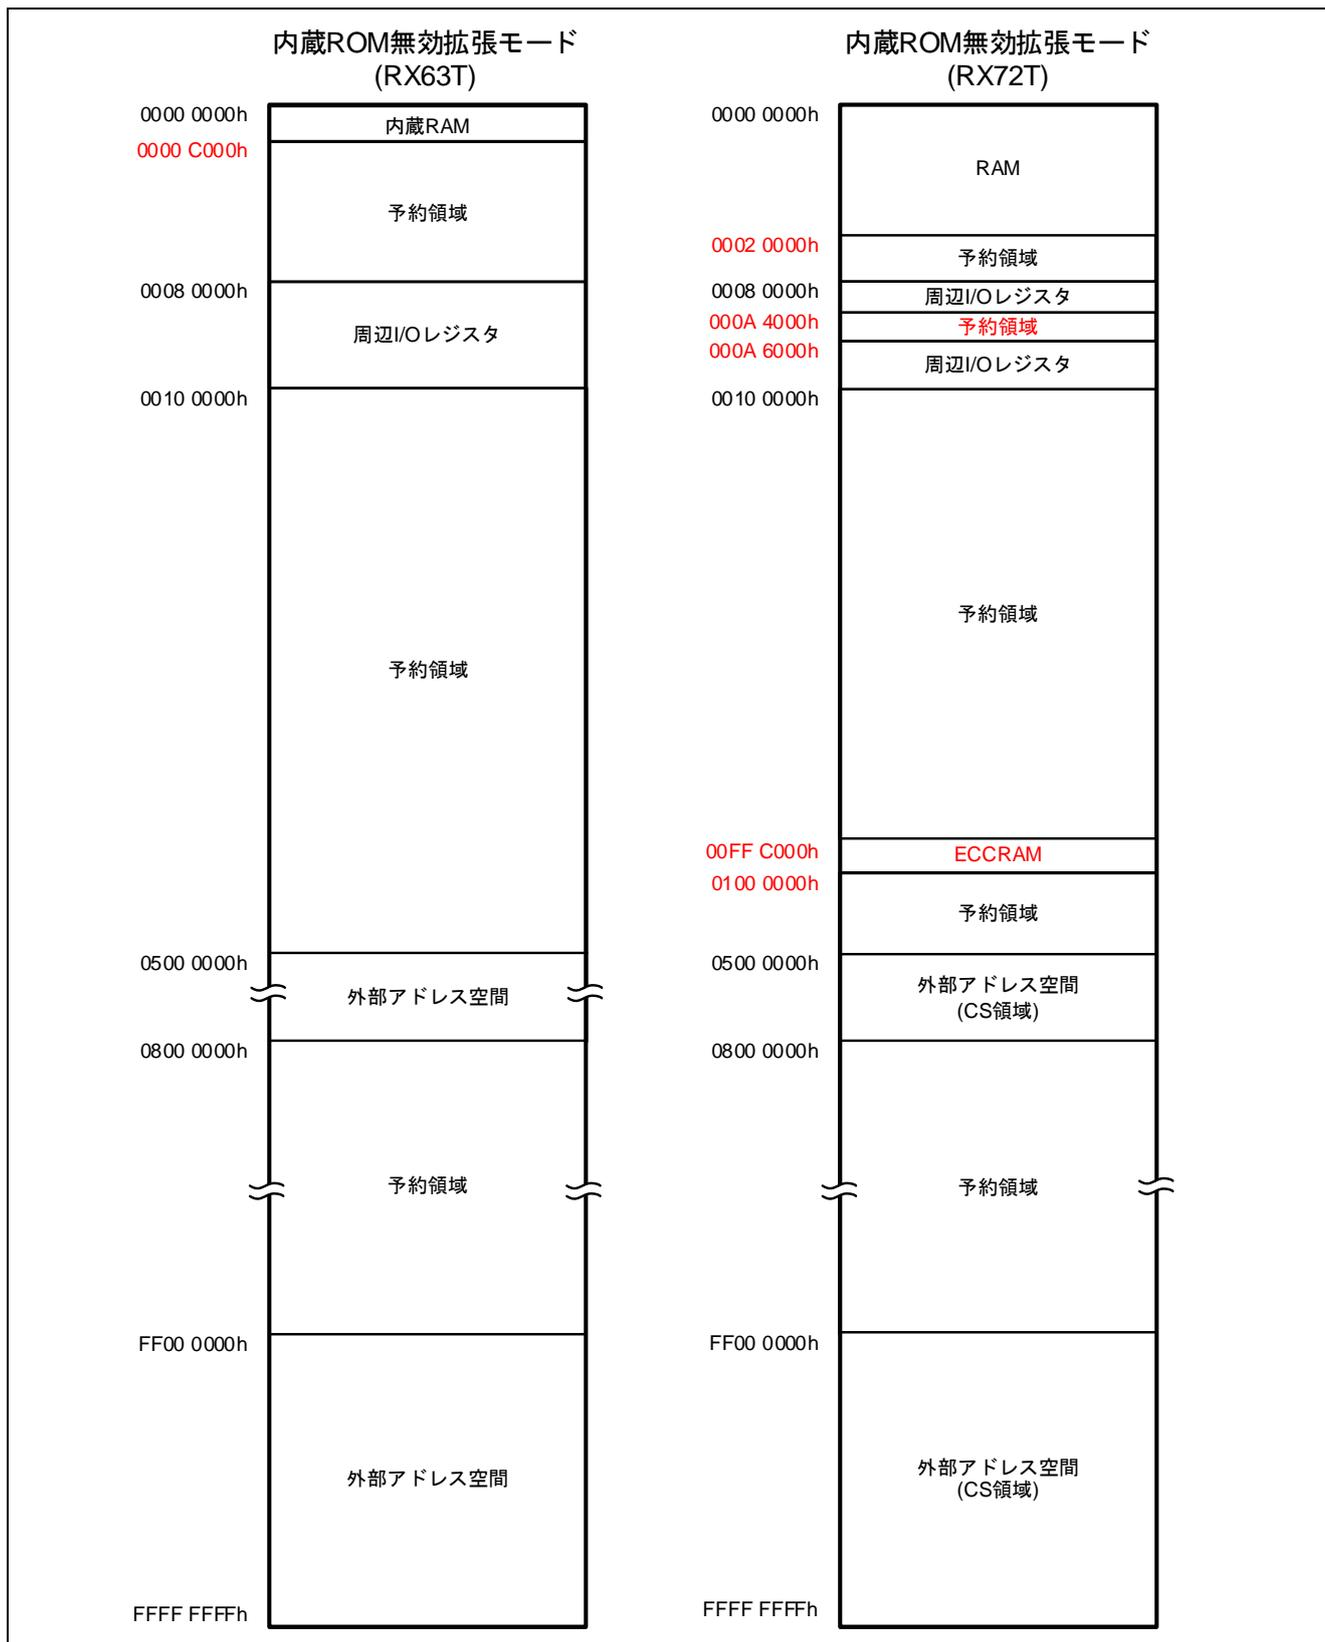 内蔵ROM無効拡張モード
(RX63T)
0000 0000h
内蔵RAM
0000 C000h
予約領域
0008 0000h
周辺I/Oレジスタ
0010 0000h
予約領域
0500 0000h
外部アドレス空間
0800 0000h
予約領域
FF00 0000h
外部アドレス空間
FFFF FFFFh
内蔵ROM無効拡張モード
(RX72T)
0000 0000h
RAM
0002 0000h
予約領域
0008 0000h
周辺I/Oレジスタ
000A 4000h
予約領域
000A 6000h
周辺I/Oレジスタ
0010 0000h
予約領域
00FF C000h
ECCRAM
0100 0000h
予約領域
0500 0000h
外部アドレス空間
(CS領域)
0800 0000h
予約領域
FF00 0000h
外部アドレス空間
(CS領域)
FFFF FFFFh